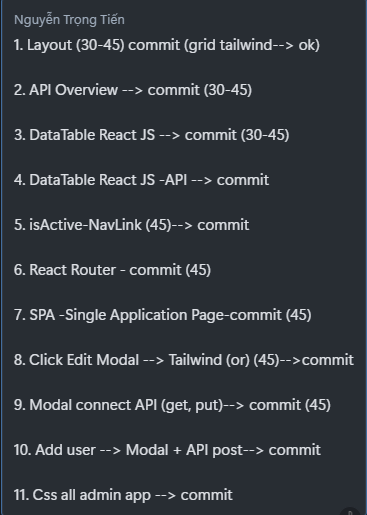 Nguyễn Trọng Tiến
1. Layout (30-45) commit (grid tailwind--> ok)
2. API Overview --> commit (30-45)
3. DataTable React JS --> commit (30-45)
4. DataTable React JS -API --> commit
5. isActive-NavLink (45)--> commit
6. React Router - commit (45)
7. SPA -Single Application Page-commit (45)
8. Click Edit Modal --> Tailwind (or) (45)-->commit
9. Modal connect API (get, put)--> commit (45)
10. Add user --> Modal + API post--> commit
11. Css all admin app --> commit